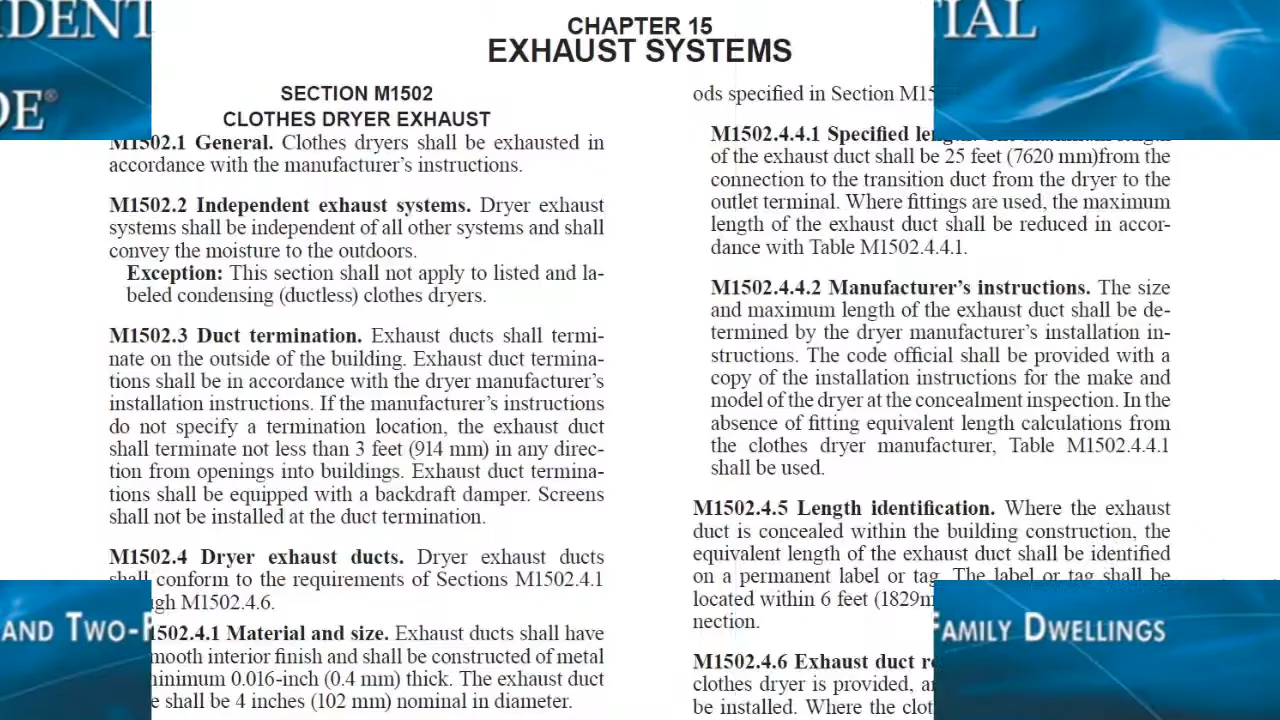 IDENT
DE®
IAL
CHAPTER 15
EXHAUST SYSTEMS
SECTION M1502
CLOTHES DRYER EXHAUST
M1502.1 General. Clothes dryers shall be exhausted in
accordance with the manufacturer’s instructions.
M1502.2 Independent exhaust systems. Dryer exhaust
systems shall be independent of all other systems and shall
convey the moisture to the outdoors.
Exception: This section shall not apply to listed and la-
beled condensing (ductless) clothes dryers.
M1502.3 Duct termination. Exhaust ducts shall termi-
nate on the outside of the building. Exhaust duct termina-
tions shall be in accordance with the dryer manufacturer’s
installation instructions. If the manufacturer’s instructions
do not specify a termination location, the exhaust duct
shall terminate not less than 3 feet (914 mm) in any direc-
tion from openings into buildings. Exhaust duct termina-
tions shall be equipped with a backdraft damper. Screens
shall not be installed at the duct termination.
M1502.4 Dryer exhaust ducts. Dryer exhaust ducts
shall conform to the requirements of Sections M1502.4.1
gh M1502.4.6.
1502.4.1 Material and size. Exhaust ducts shall have
mooth interior finish and shall be constructed of metal
inimum 0.016-inch (0.4 mm) thick. The exhaust duct
e shall be 4 inches (102 mm) nominal in diameter.
ods specified in Section M15
M1502.4.4.1 Specified len
of the exhaust duct shall be 25 feet (7620 mm)from the
connection to the transition duct from the dryer to the
outlet terminal. Where fittings are used, the maximum
length of the exhaust duct shall be reduced in accor-
dance with Table M1502.4.4.1.
M1502.4.4.2 Manufacturer’s instructions. The size
and maximum length of the exhaust duct shall be de-
termined by the dryer manufacturer’s installation in-
structions. The code official shall be provided with a
copy of the installation instructions for the make and
model of the dryer at the concealment inspection. In the
absence of fitting equivalent length calculations from
the clothes dryer manufacturer, Table M1502.4.4.1
shall be used.
M1502.4.5 Length identification. Where the exhaust
duct is concealed within the building construction, the
equivalent length of the exhaust duct shall be identified
on a permanent label or tag. The label or tag shall be
located within 6 feet (1829m
nection.
M1502.4.6 Exhaust duct re
clothes dryer is provided, a
be installed. Where the clot
AND TWO-F
FAMILY DWELLINGS